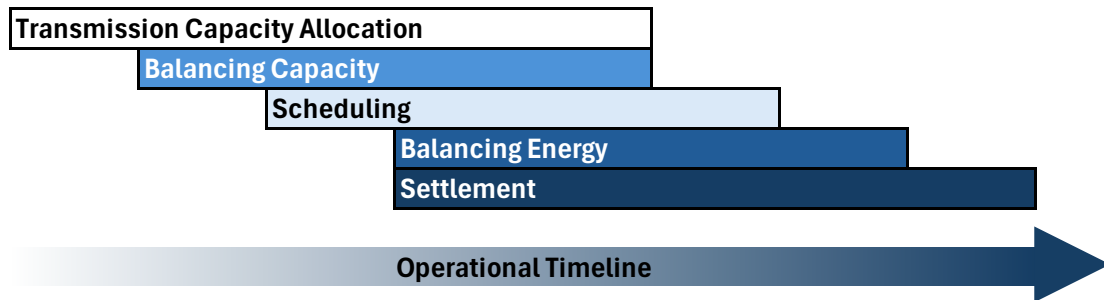 Transmission Capacity Allocation
Balancing Capacity
Scheduling
Balancing Energy
Settlement
Operational Timeline